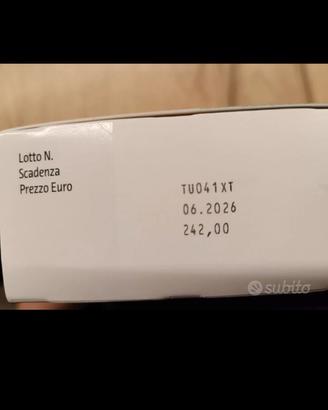 Lotto N.
Scadenza
Prezzo Euro
TU041XT
06.2026
242,00
subito